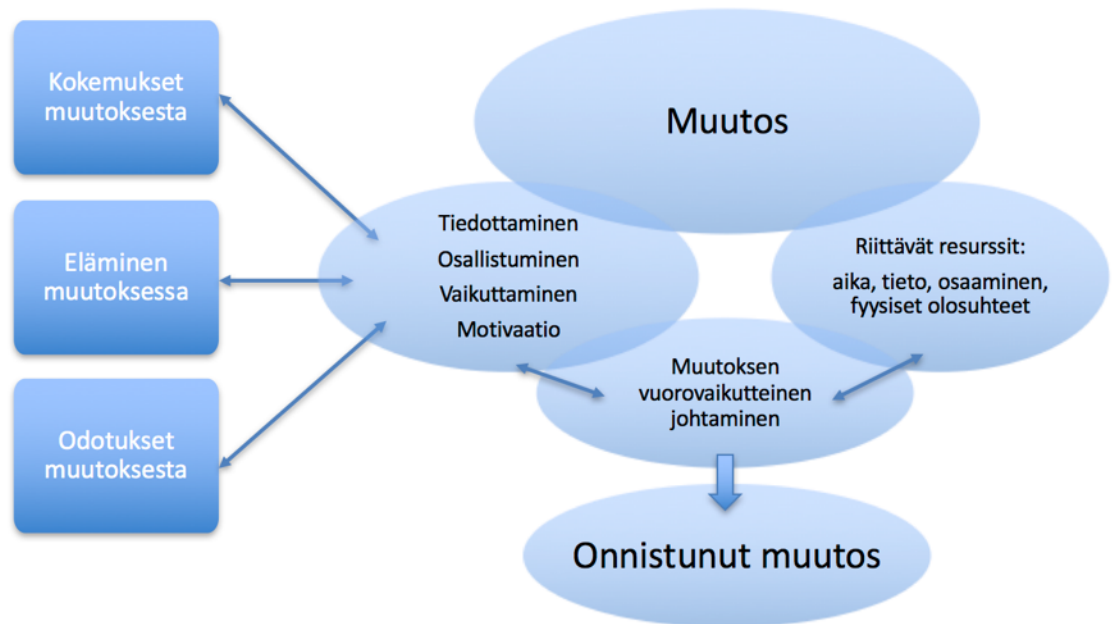 Kokemukset
muutoksesta
Eläminen
muutoksessa
Odotukset
muutoksesta
Muutos
Tiedottaminen
Osallistuminen
Vaikuttaminen
Motivaatio
Riittävät resurssit:
aika, tieto, osaaminen,
fyysiset olosuhteet
Muutoksen
vuorovaikutteinen
johtaminen
Onnistunut muutos